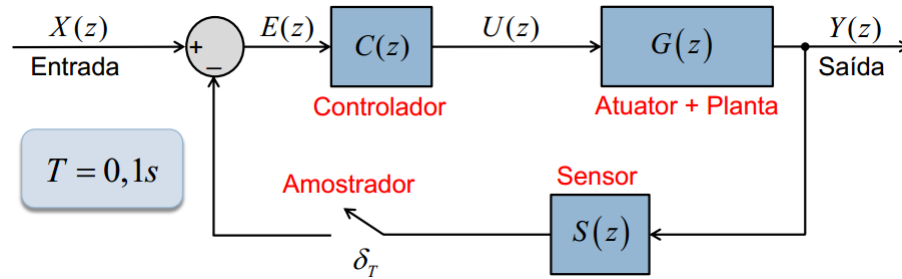 X(z)
Entrada
+
−
E(z)
C(z)
Controlador
U(z)
G(z)
Atuator + Planta
Y(z)
Saída
T = 0,1s
Amostrador
δ_T
Sensor
S(z)